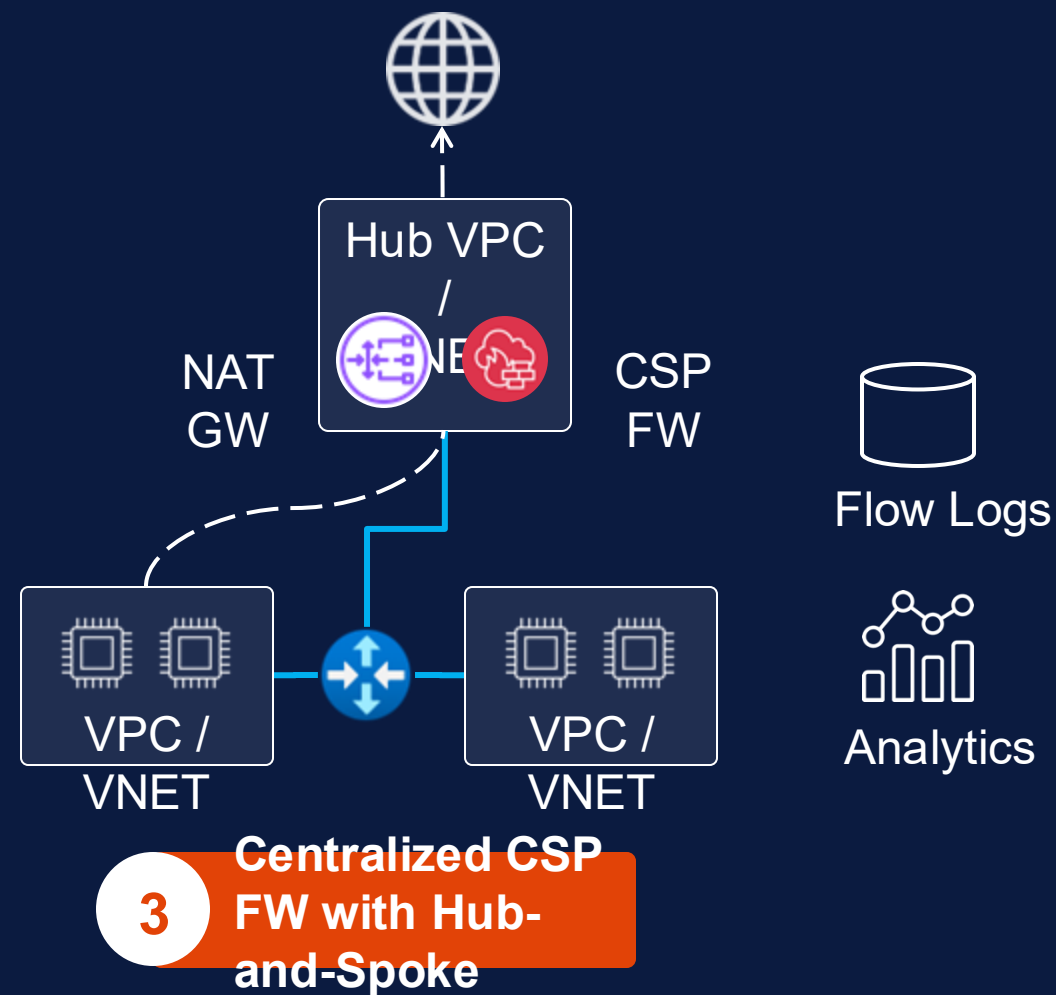 Hub VPC
/
NAT
GW
CSP
FW
Flow Logs
VPC /
VNET
VPC /
VNET
Analytics
3
Centralized CSP
FW with Hub-
and-Spoke